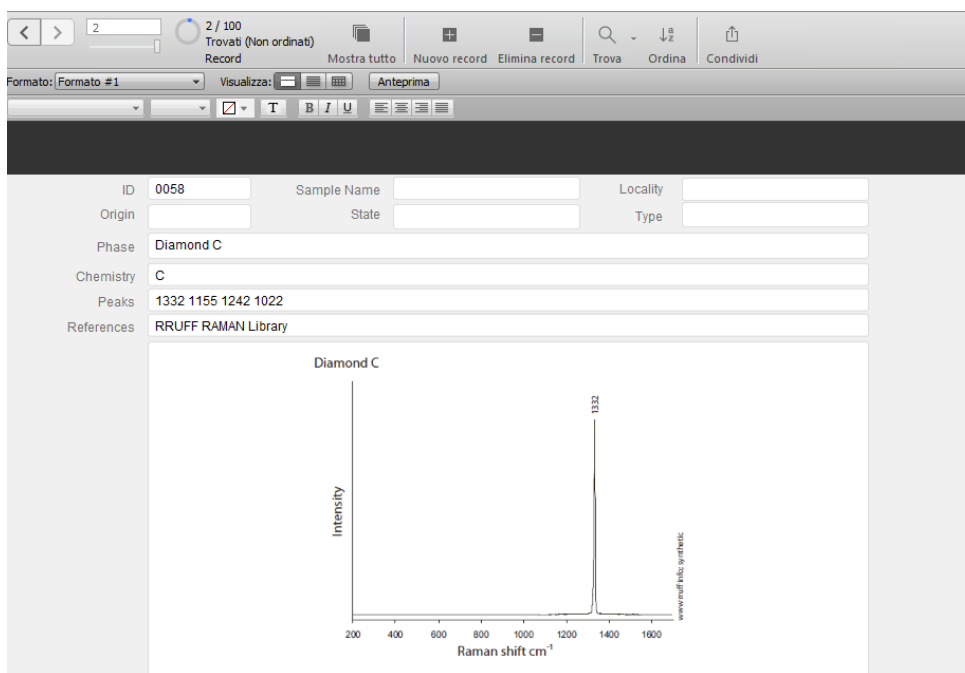 2
2 / 100
Trovati (Non ordinati)
Record
Mostra tutto
Nuovo record
Elimina record
Trova
Ordina
Condividi
Formato: Formato #1
Visualizza:
Anteprima
T B I U
ID 0058
Sample Name
Locality
Origin
State
Type
Phase Diamond C
Chemistry C
Peaks 1332 1155 1242 1022
References RRUFF RAMAN Library
Diamond C
1332
Intensity
www.rruff.info; synthetic
200 400 600 800 1000 1200 1400 1600
Raman shift cm⁻¹